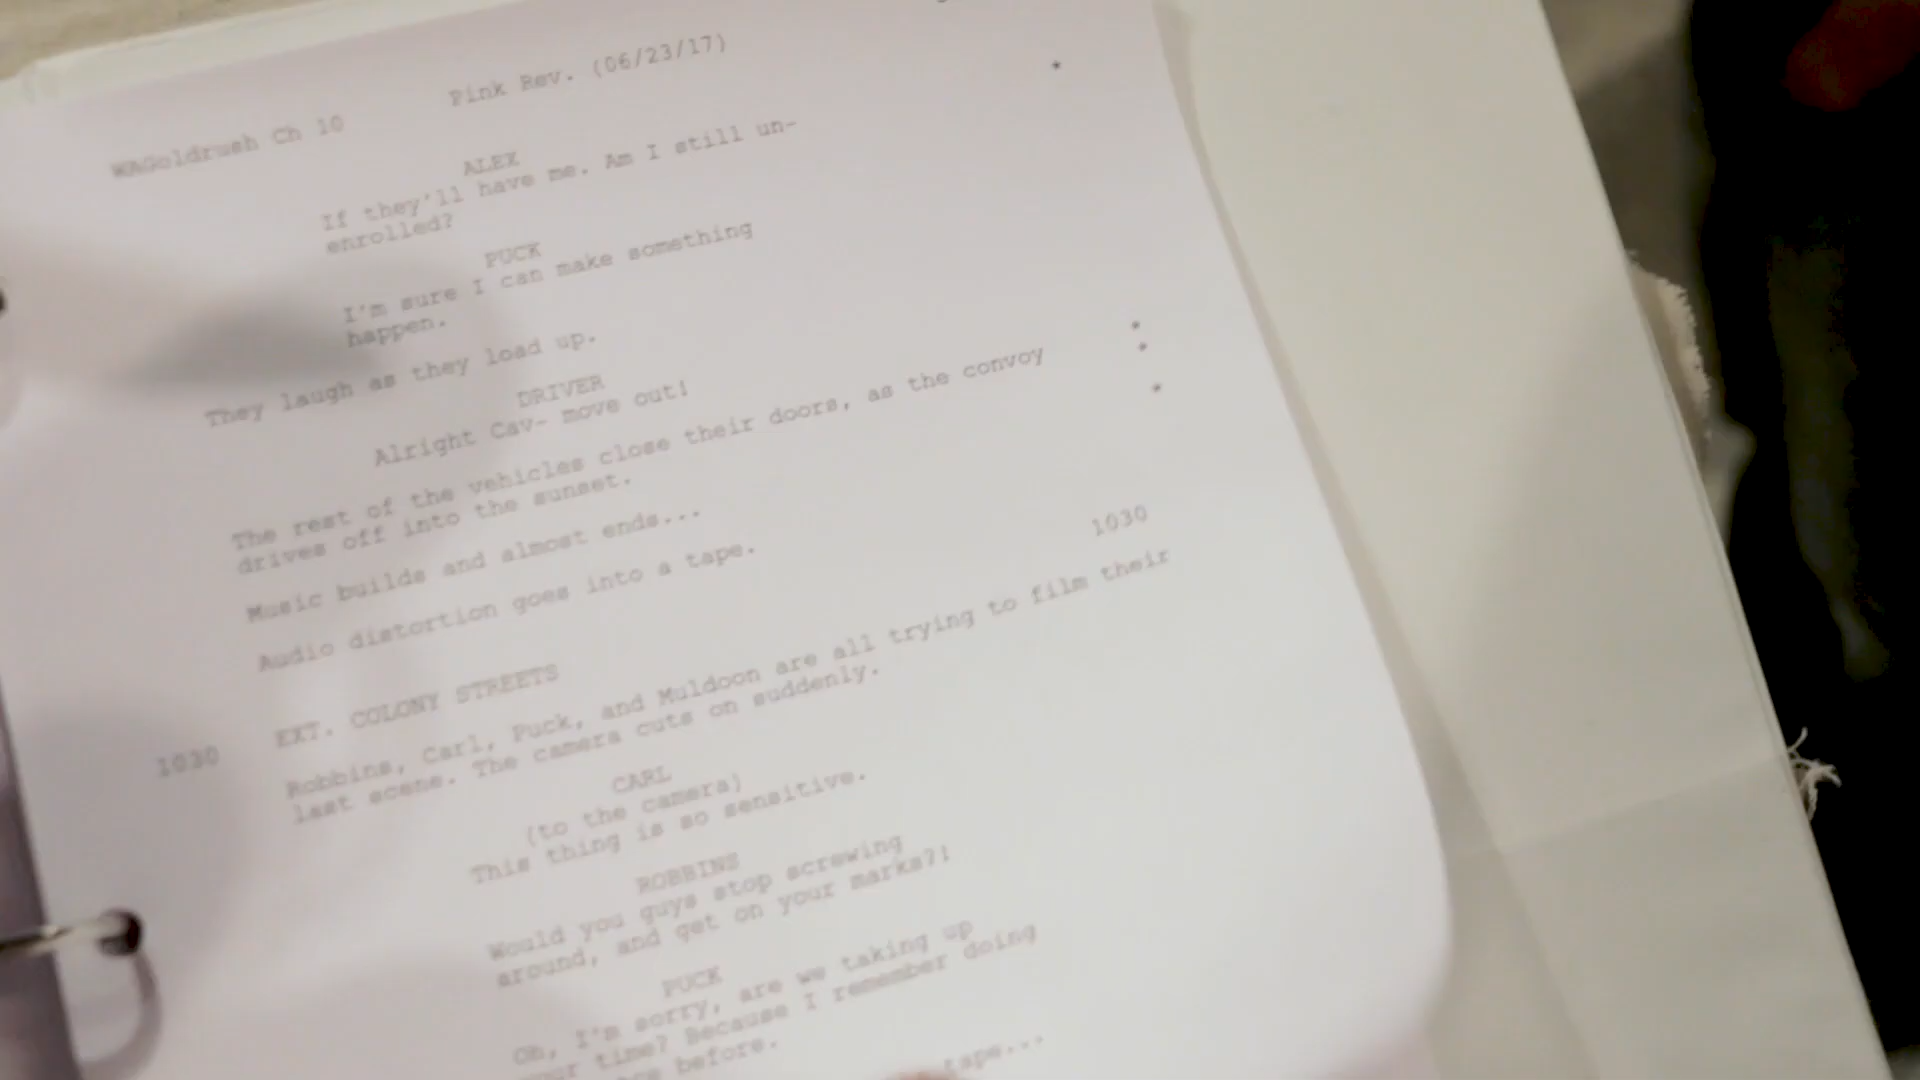 WAGoldrush Ch 10 Pink Rev. (06/23/17)
*
ALEX
If they'll have me. Am I still un-
enrolled?
PUCK
I'm sure I can make something
happen.
They laugh as they load up.
DRIVER
Alright Cav- move out!
*
*
The rest of the vehicles close their doors, as the convoy
drives off into the sunset.
*
Music builds and almost ends...
Audio distortion goes into a tape.
1030 EXT. COLONY STREETS 1030
Robbins, Carl, Puck, and Muldoon are all trying to film their
last scene. The camera cuts on suddenly.
CARL
(to the camera)
This thing is so sensitive.
ROBBINS
Would you guys stop screwing
around, and get on your marks?!
PUCK
Oh, I'm sorry, are we taking up
time? Because I remember doing
before.
tape...